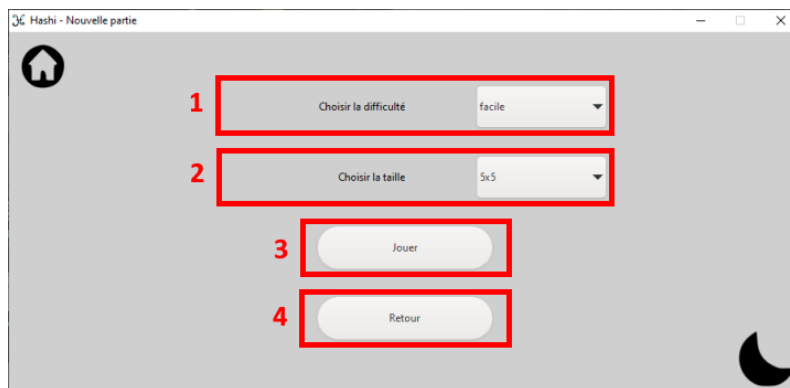 Hashi - Nouvelle partie
1 Choisir la difficulté facile
2 Choisir la taille 5x5
3 Jouer
4 Retour